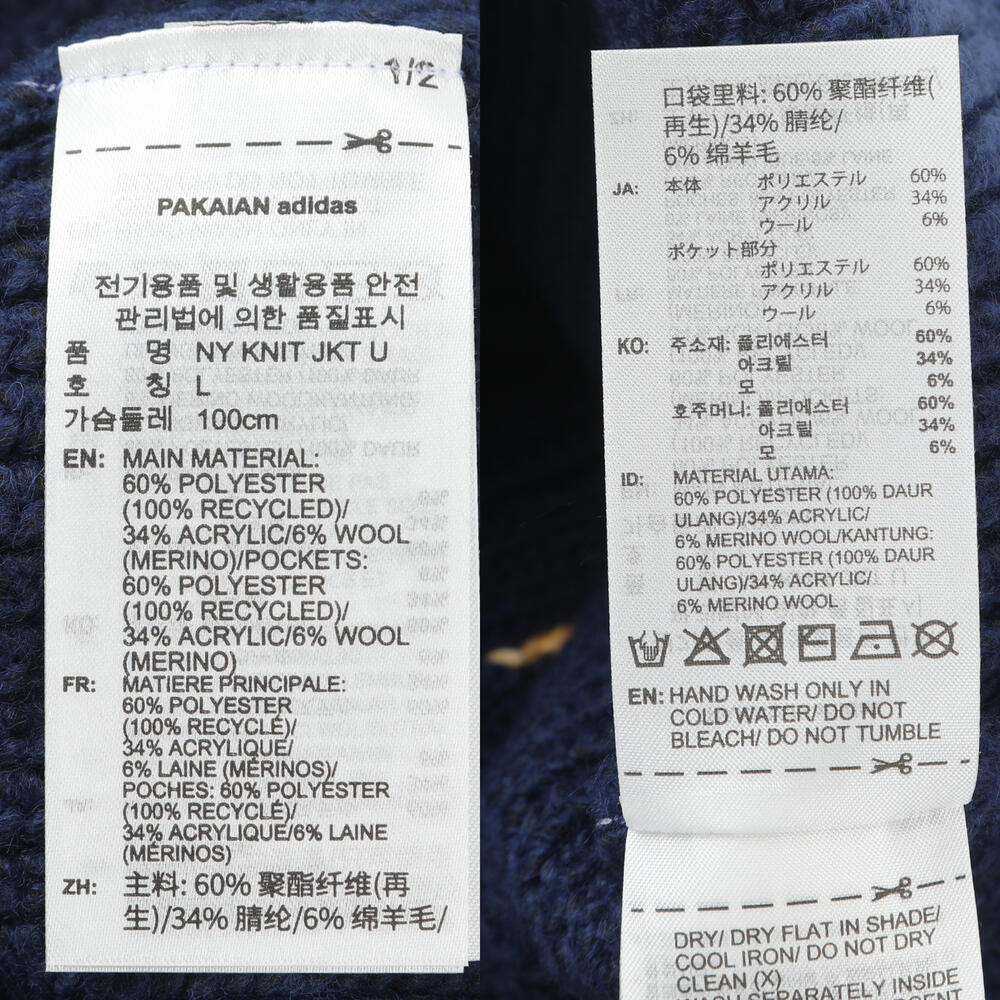 1/2
PAKAIAN adidas
전기용품 및 생활용품 안전
관리법에 의한 품질표시
품 명 NY KNIT JKT U
호 칭 L
가슴둘레 100cm
EN: MAIN MATERIAL:
60% POLYESTER
(100% RECYCLED)/
34% ACRYLIC/6% WOOL
(MERINO)/POCKETS:
60% POLYESTER
(100% RECYCLED)/
34% ACRYLIC/6% WOOL
(MERINO)
FR: MATIERE PRINCIPALE:
60% POLYESTER
(100% RECYCLÉ)/
34% ACRYLIQUE/
6% LAINE (MÉRINOS)/
POCHES: 60% POLYESTER
(100% RECYCLÉ)/
34% ACRYLIQUE/6% LAINE
(MÉRINOS)
ZH: 主料: 60% 聚酯纤维(再
生)/34% 腈纶/6% 绵羊毛/
口袋里料: 60% 聚酯纤维(
再生)/34% 腈纶/
6% 绵羊毛
JA: 本体 ポリエステル 60%
アクリル 34%
ウール 6%
ポケット部分
ポリエステル 60%
アクリル 34%
ウール 6%
KO: 주소재: 폴리에스터 60%
아크릴 34%
모 6%
호주머니: 폴리에스터 60%
아크릴 34%
모 6%
ID: MATERIAL UTAMA:
60% POLYESTER (100% DAUR
ULANG)/34% ACRYLIC/
6% MERINO WOOL/KANTUNG:
60% POLYESTER (100% DAUR
ULANG)/34% ACRYLIC/
6% MERINO WOOL
EN: HAND WASH ONLY IN
COLD WATER/ DO NOT
BLEACH/ DO NOT TUMBLE
DRY/ DRY FLAT IN SHADE/
COOL IRON/ DO NOT DRY
CLEAN (X)
WASH SEPARATELY INSIDE